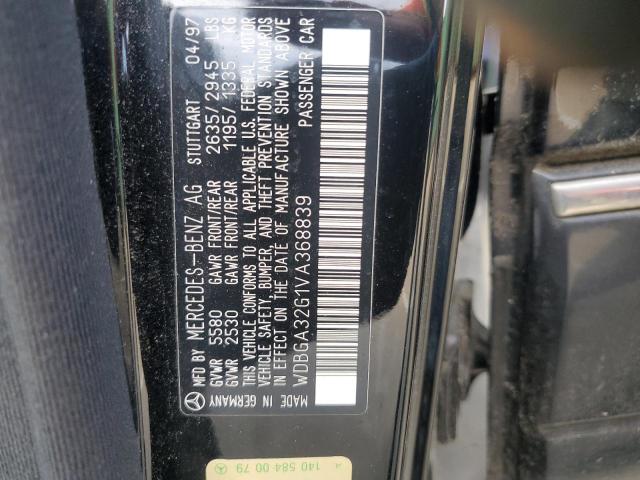 MFD BY MERCEDES-BENZ AG STUTTGART 04/97
GVWR 5580 GAWR FRONT/REAR 2635/2945 LBS
GVWR 2530 GAWR FRONT/REAR 1195/1335 KG
THIS VEHICLE CONFORMS TO ALL APPLICABLE U.S. FEDERAL MOTOR
VEHICLE SAFETY, BUMPER, AND THEFT PREVENTION STANDARDS
IN EFFECT ON THE DATE OF MANUFACTURE SHOWN ABOVE
WDBGA32G1VA368839 PASSENGER CAR
MADE IN GERMANY
A 140 584 00 79